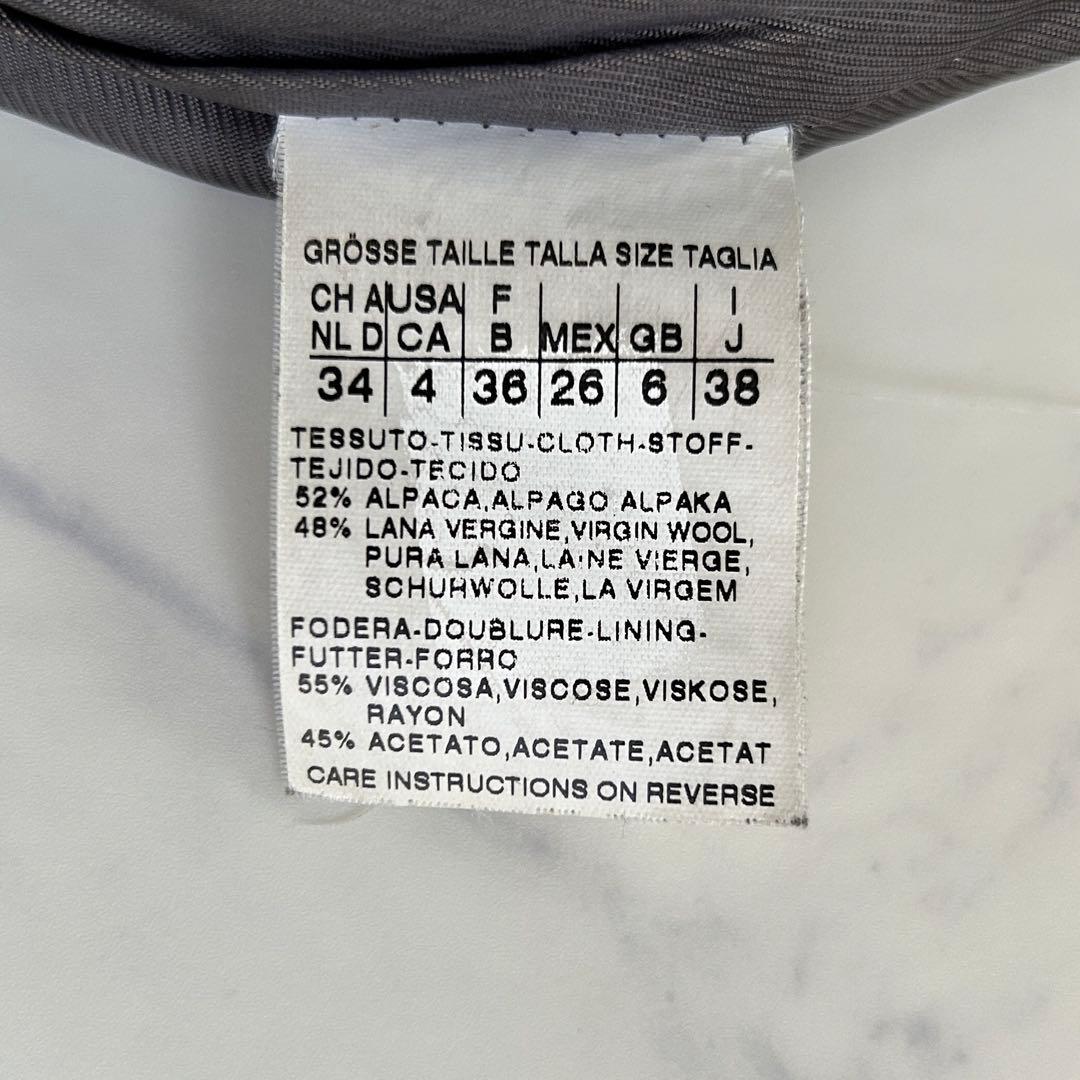 GRÖSSE TAILLE TALLA SIZE TAGLIA
CH A USA F I
NL D CA B MEX GB J
34 4 36 26 6 38
TESSUTO-TISSU-CLOTH-STOFF-
TEJIDO-TECIDO
52% ALPACA,ALPAGO ALPAKA
48% LANA VERGINE,VIRGIN WOOL,
PURA LANA,LAINE VIERGE,
SCHURWOLLE,LA VIRGEM
FODERA-DOUBLURE-LINING-
FUTTER-FORRO
55% VISCOSA,VISCOSE,VISKOSE,
RAYON
45% ACETATO,ACETATE,ACETAT
CARE INSTRUCTIONS ON REVERSE